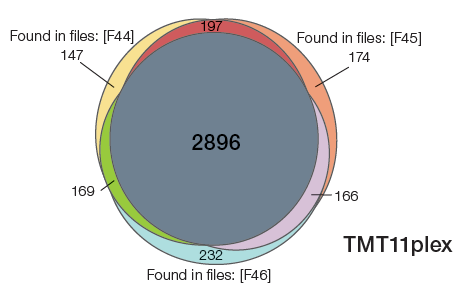 197
Found in files: [F44]
147
Found in files: [F45]
174
2896
169
166
232
TMT11plex
Found in files: [F46]